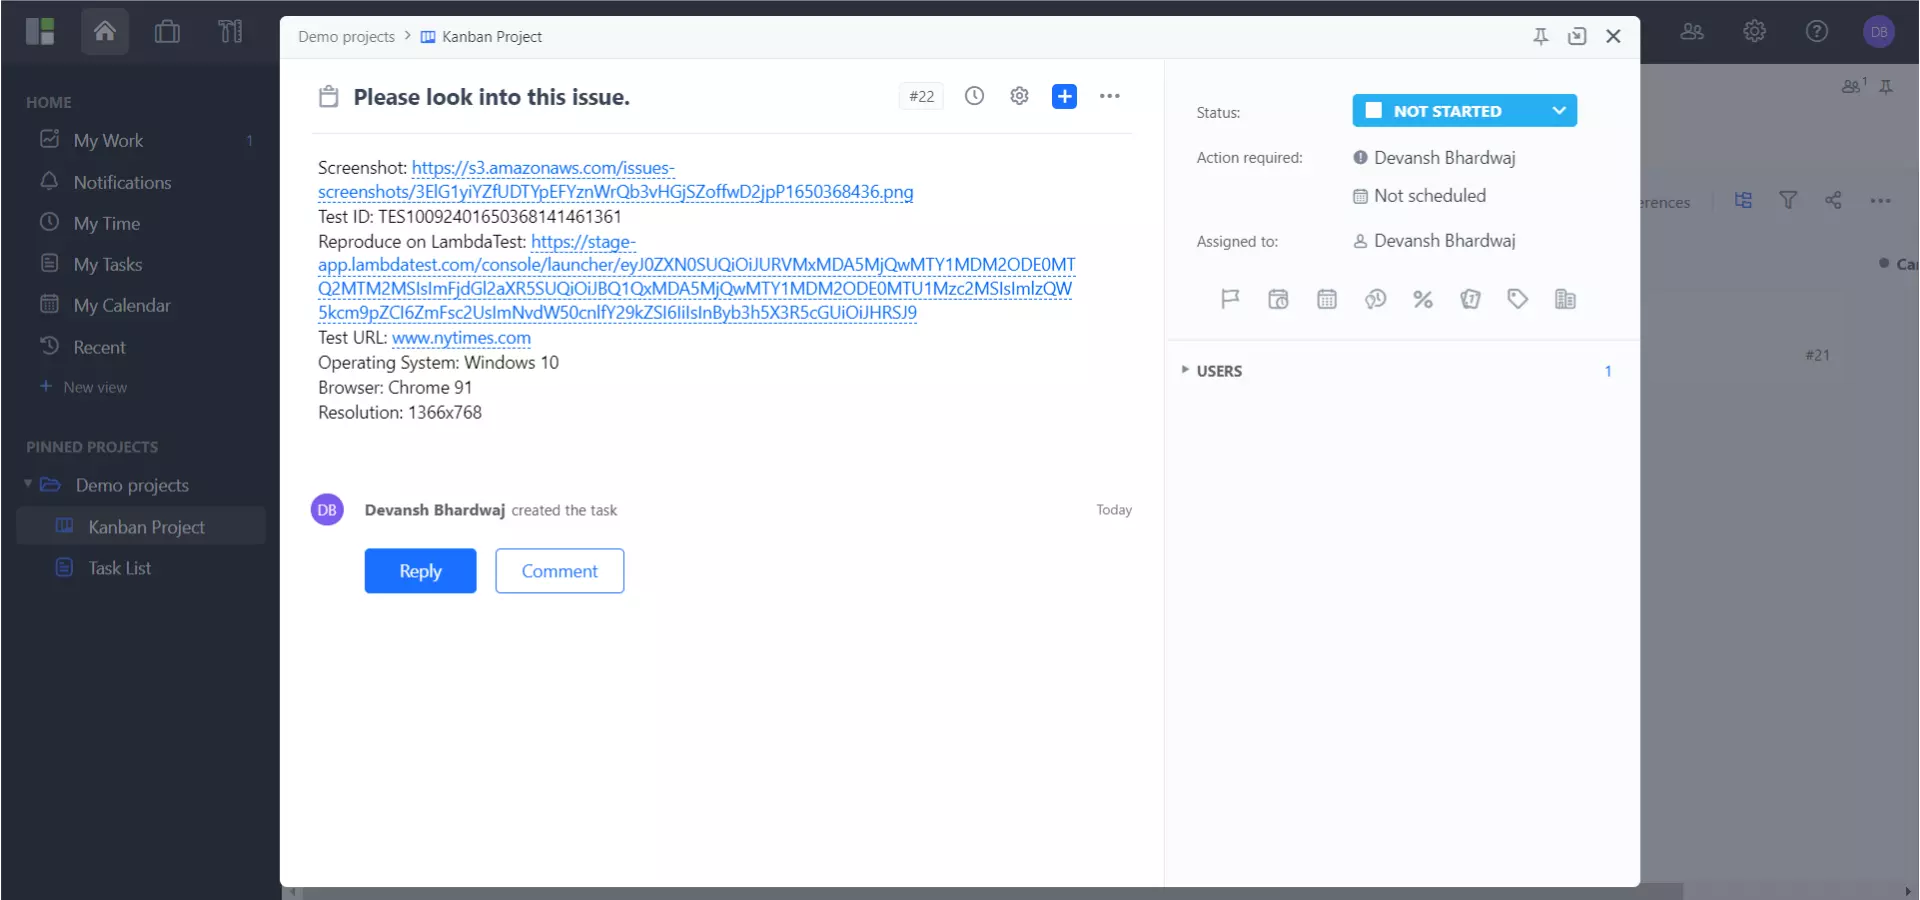 Demo projects > Kanban Project
DB
HOME
My Work 1
Notifications
My Time
My Tasks
My Calendar
Recent
+ New view
PINNED PROJECTS
Demo projects
Kanban Project
Task List
Please look into this issue.
#22
Screenshot: https://s3.amazonaws.com/issues-
screenshots/3ElG1yiYZfUDTYpEFYznWrQb3vHGjSZoffwD2jpP1650368436.png
Test ID: TES10092401650368141461361
Reproduce on LambdaTest: https://stage-
app.lambdatest.com/console/launcher/eyJ0ZXN0SUQiOiJURVMxMDA5MjQwMTY1MDM2ODE0MT
Q2MTM2MSIsImFjdGl2aXR5SUQiOiJBQ1QxMDA5MjQwMTY1MDM2ODE0MTU1Mzc2MSIsImlzQW
5kcm9pZCI6ZmFsc2UsImNvdW50cnlfY29kZSI6IiIsInByb3h5X3R5cGUiOiJHRSJ9
Test URL: www.nytimes.com
Operating System: Windows 10
Browser: Chrome 91
Resolution: 1366x768
DB Devansh Bhardwaj created the task Today
Reply Comment
Status: NOT STARTED
Action required: Devansh Bhardwaj
Not scheduled
Assigned to: Devansh Bhardwaj
USERS 1
1
erences
Car
#21